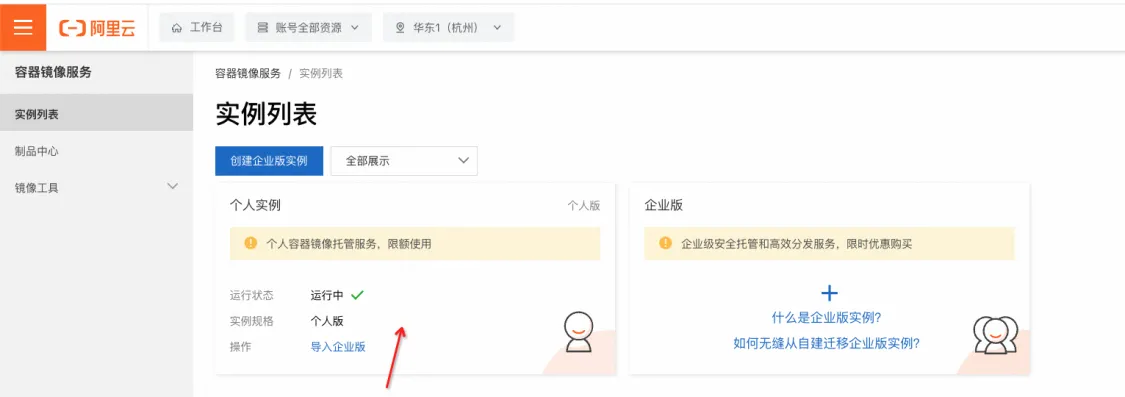 阿里云
工作台
账号全部资源
华东1（杭州）
容器镜像服务
实例列表
制品中心
镜像工具
容器镜像服务 / 实例列表
实例列表
创建企业版实例
全部展示
个人实例
个人版
个人容器镜像托管服务，限额使用
运行状态 运行中
实例规格 个人版
操作 导入企业版
企业版
企业级安全托管和高效分发服务，限时优惠购买
什么是企业版实例?
如何无缝从自建迁移企业版实例?